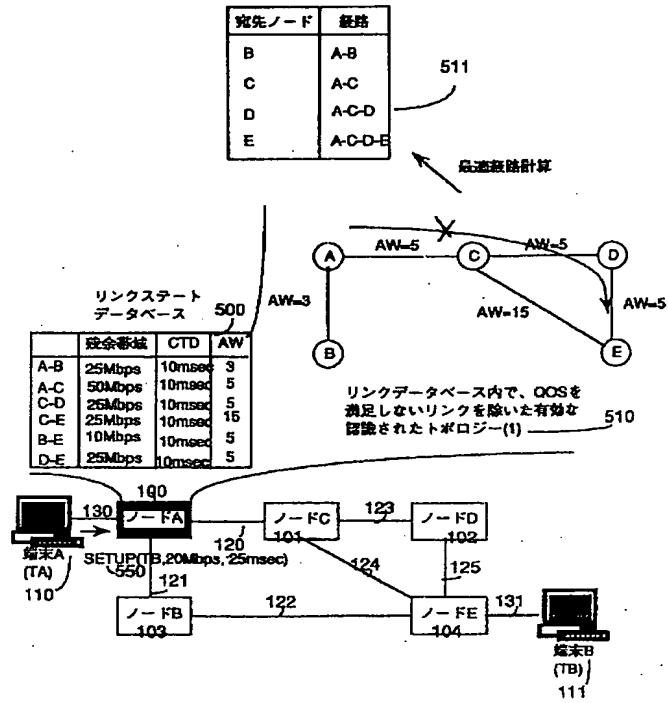 宛先ノード 経路
B A-B
C A-C
D A-C-D
E A-C-D-E
511
最適経路計算
A AW=5 C AW=5 D
AW=3
AW=15
AW=5
B
E
リンクステート
データベース
500
残余帯域 CTD AW
A-B 25Mbps 10msec 3
A-C 50Mbps 10msec 5
C-D 25Mbps 10msec 5
C-E 25Mbps 10msec 15
B-E 10Mbps 10msec 5
D-E 25Mbps 10msec 5
リンクデータベース内で、QOSを
満足しないリンクを除いた有効な
認識されたトポロジー(1)
510
100
130
ノードA
120
ノードC
101
123
ノードD
102
端末A
(TA)
110
SETUP(TB,20Mbps, 25msec)
550
121
124
125
ノードB
103
122
ノードE
104
131
端末B
(TB)
111